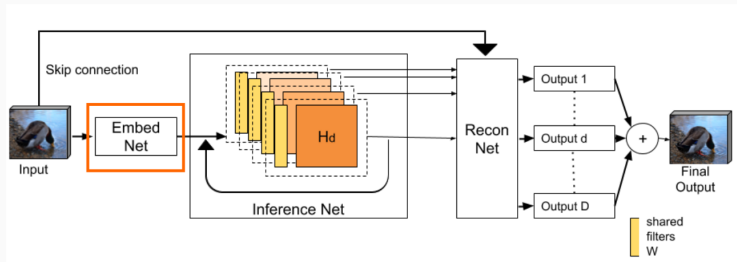 Skip connection
Input
Embed
Net
Hd
Inference Net
Recon
Net
Output 1
Output d
Output D
+
Final
Output
shared
filters
W